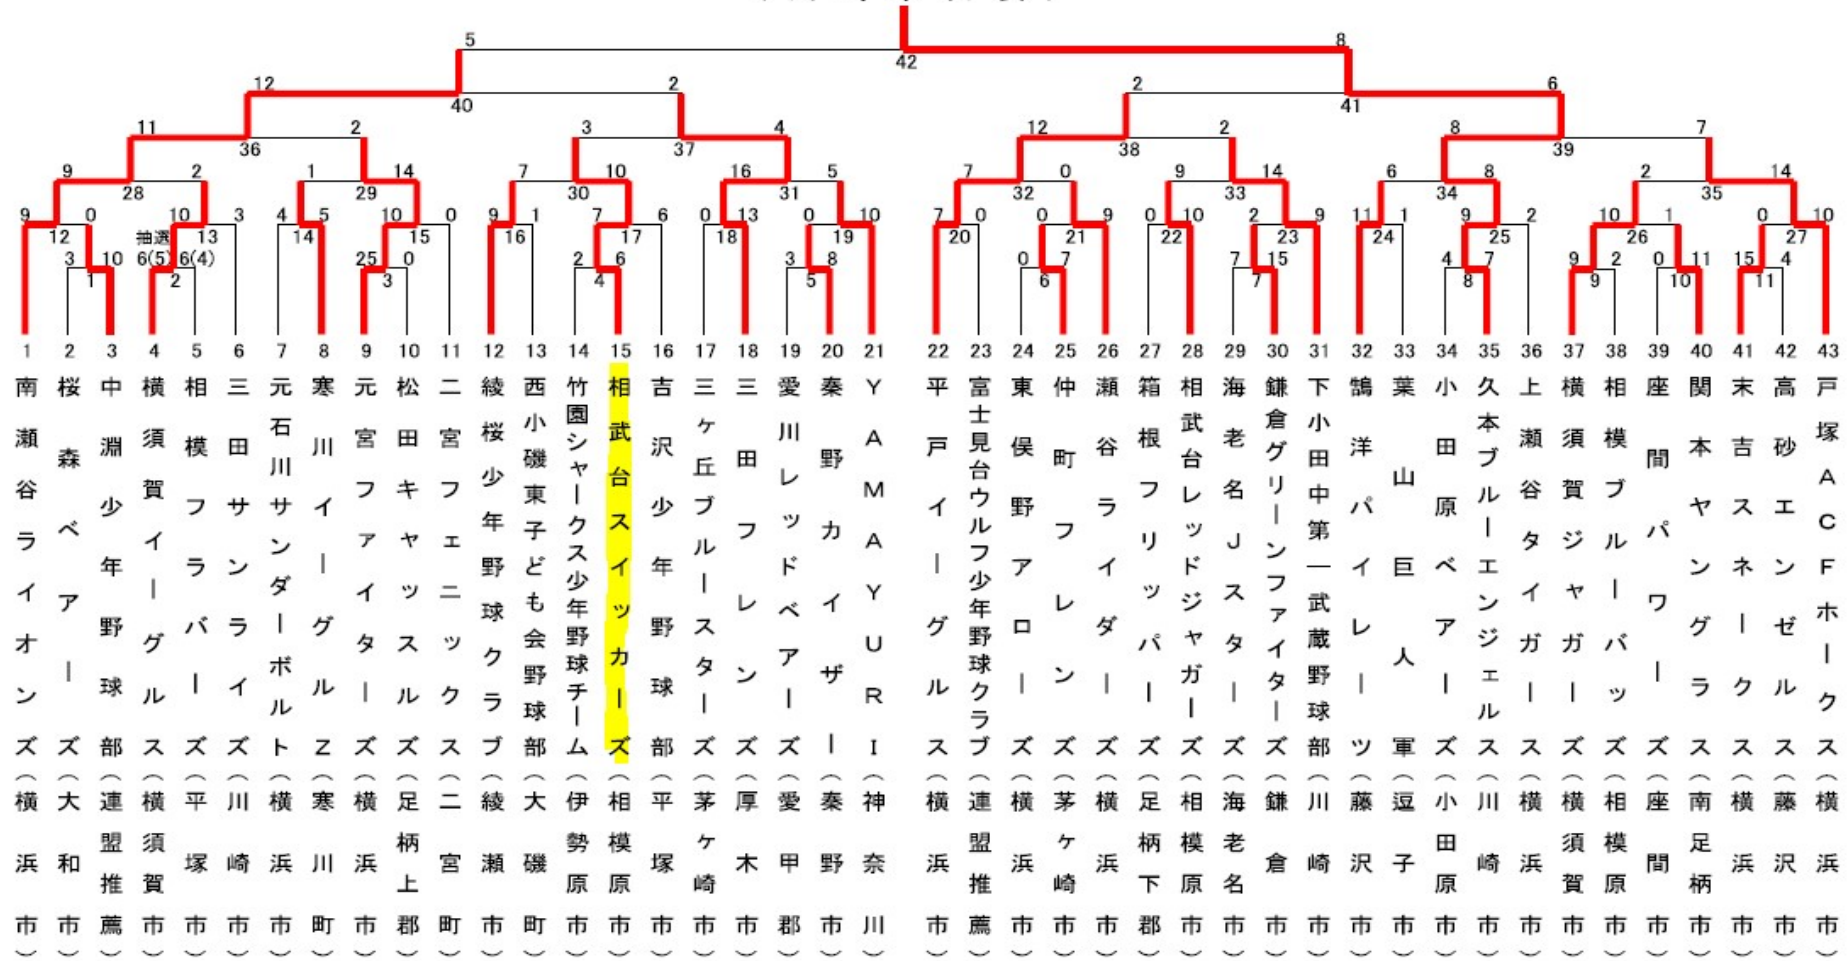 5 8
42
12 2 2 6
40 41
11 2 3 4 12 2 8 7
36 37 38 39
9 2 1 14 7 10 16 5 7 0 9 14 6 8 2 14
28 29 30 31 32 33 34 35
9 0 10 3 4 5 10 0 9 1 7 6 0 13 0 10 7 0 0 9 0 10 2 9 11 1 9 2 10 1 0 10
12 抽選 13 14 15 16 17 18 19 20 21 22 23 24 25 26 27
3 10 6(5) 6(4) 25 0 2 6 3 8 0 7 7 15 4 7 9 2 0 11 15 4
1 2 3 4 5 6 7 8 9 10 11
1 2 3 4 5 6 7 8 9 10 11 12 13 14 15 16 17 18 19 20 21 22 23 24 25 26 27 28 29 30 31 32 33 34 35 36 37 38 39 40 41 42 43
南瀬谷ライオンズ(横浜市)
桜森ベアーズ(大和市)
中淵少年野球部(連盟推薦)
横須賀イーグルス(横須賀市)
相模フラバーズ(平塚市)
三田サンライズ(川崎市)
元石川サンダーボルト(横浜市)
寒川イーグルZ(寒川町)
元宮ファイターズ(横浜市)
松田キャッスルズ(足柄上郡)
二宮フェニックス(二宮町)
綾桜少年野球クラブ(綾瀬市)
西小磯東子ども会野球部(大磯町)
竹園シャークス少年野球チーム(伊勢原市)
相武台スイッカーズ(相模原市)
吉沢少年野球部(平塚市)
三ヶ丘ブルースターズ(茅ヶ崎市)
三田フレンズ(厚木市)
愛川レッドベアーズ(愛甲郡)
秦野カイザー(秦野市)
YAMAYURI(神奈川)
平戸イーグルス(横浜市)
富士見台ウルフ少年野球クラブ(連盟推薦)
東俣野アローズ(横浜市)
仲町フレンズ(茅ヶ崎市)
瀬谷ライダーズ(横浜市)
箱根フリッパーズ(足柄下郡)
相武台レッドジャガーズ(相模原市)
海老名Jスターズ(海老名市)
鎌倉グリーンファイターズ(鎌倉市)
下小田中第一武蔵野球部(川崎市)
鵠洋パイレーツ(藤沢市)
葉山巨人軍(逗子市)
小田原ベアーズ(小田原市)
久本ブルーエンジェルス(川崎市)
上瀬谷タイガース(横浜市)
横須賀ジャガーズ(横須賀市)
相模ブルーバッズ(相模原市)
座間パワーズ(座間市)
関本ヤングラス(南足柄市)
末吉スネークス(横浜市)
高砂エンゼルス(藤沢市)
戸塚ACFホークス(横浜市)